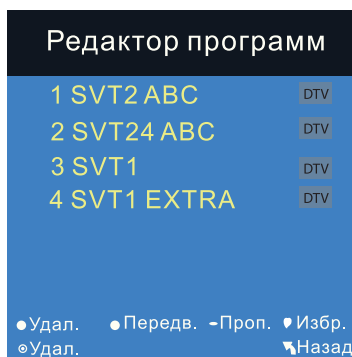 Редактор программ
1 SVT2 ABC DTV
2 SVT24 ABC DTV
3 SVT1 DTV
4 SVT1 EXTRA DTV
Удал. Передв. Проп. Избр.
Удал. Назад